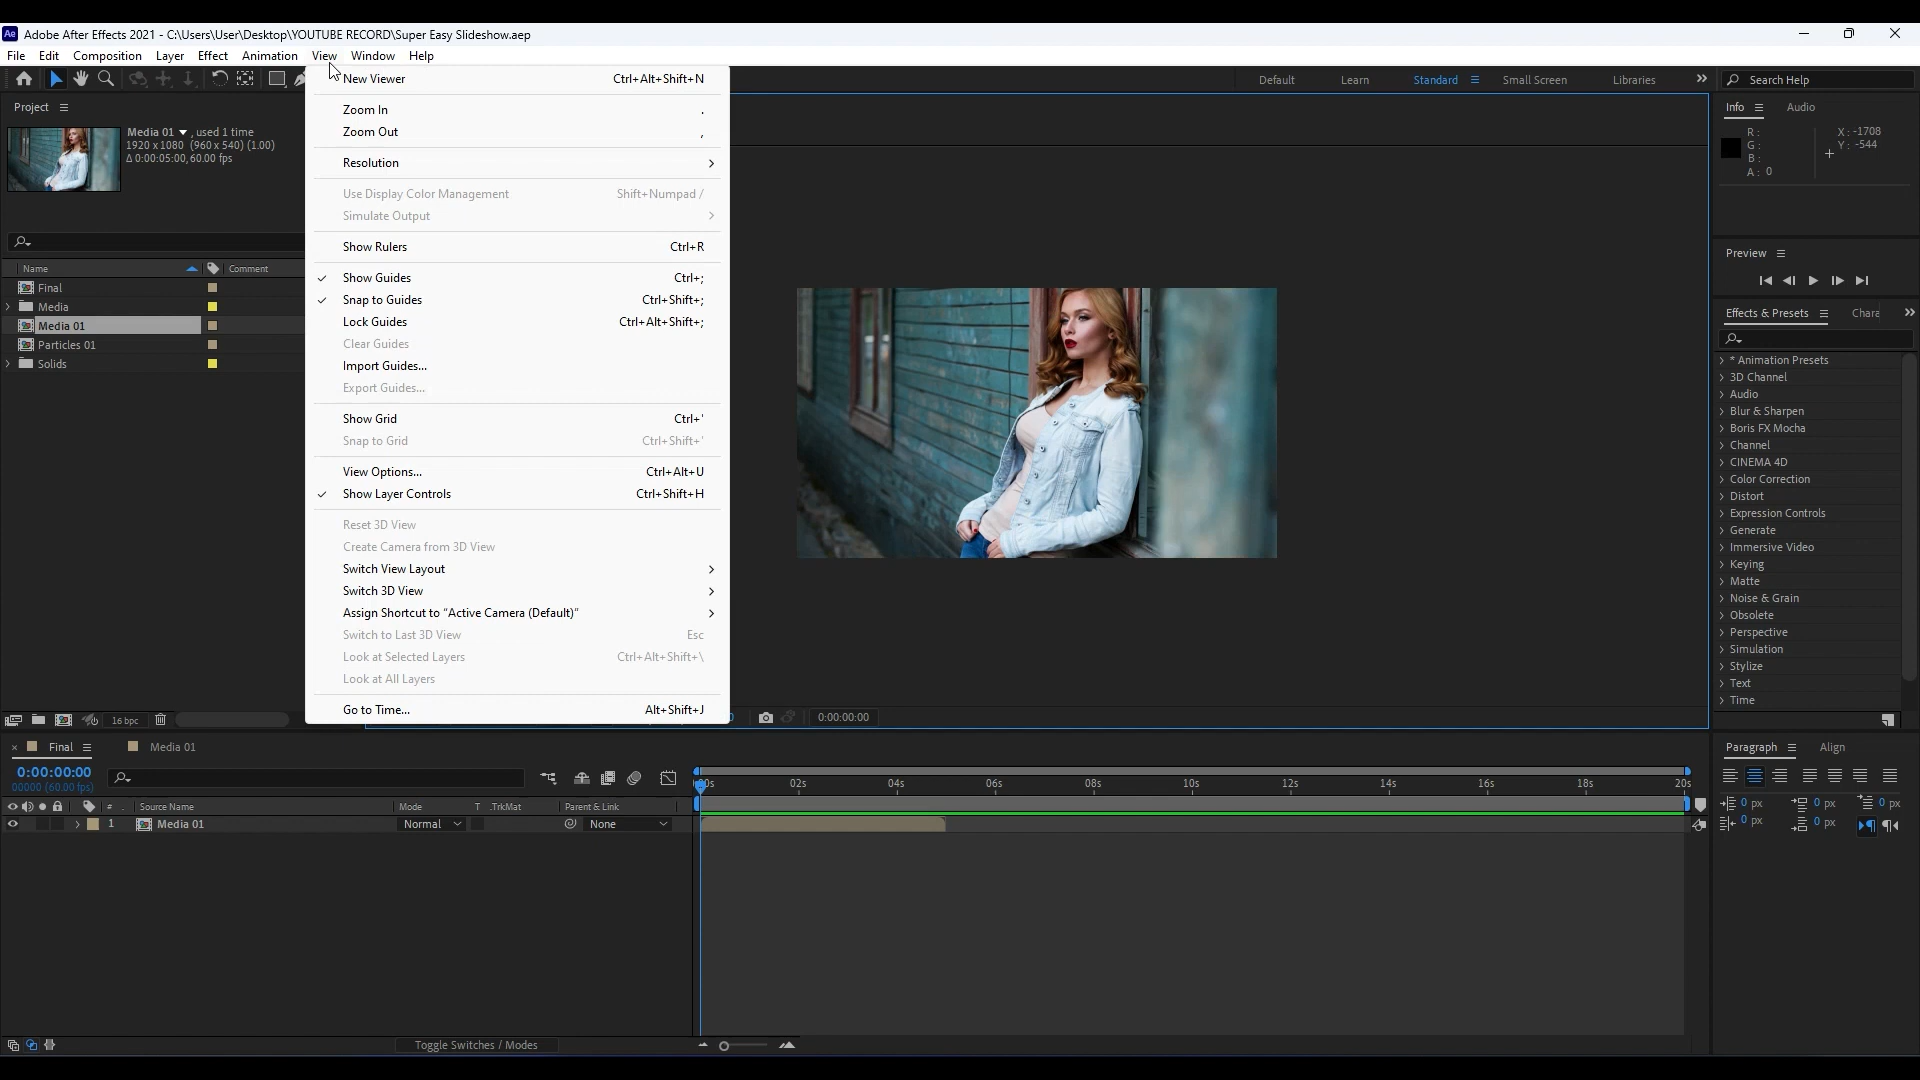 Ae Adobe After Effects 2021 - C:\Users\User\Desktop\YOUTUBE RECORD\Super Easy Slideshow.aep
File Edit Composition Layer Effect Animation View Window Help
Default Learn Standard Small Screen Libraries Search Help
New Viewer Ctrl+Alt+Shift+N
Zoom In .
Zoom Out ,
Resolution
Use Display Color Management Shift+Numpad /
Simulate Output
Show Rulers Ctrl+R
Show Guides Ctrl+;
Snap to Guides Ctrl+Shift+;
Lock Guides Ctrl+Alt+Shift+;
Clear Guides
Import Guides...
Export Guides...
Show Grid Ctrl+'
Snap to Grid Ctrl+Shift+'
View Options... Ctrl+Alt+U
Show Layer Controls Ctrl+Shift+H
Reset 3D View
Create Camera from 3D View
Switch View Layout
Switch 3D View
Assign Shortcut to "Active Camera (Default)"
Switch to Last 3D View Esc
Look at Selected Layers Ctrl+Alt+Shift+\
Look at All Layers
Go to Time... Alt+Shift+J
Project
Media 01 , used 1 time
1920 x 1080 (960 x 540) (1.00)
Δ 0:00:05:00, 60.00 fps
Name Comment
Final
Media
Media 01
Particles 01
Solids
16 bpc
0:00:00:00
Info Audio
R: X: -1708
G: Y: -544
B:
A: 0
Preview
Effects & Presets Chara
* Animation Presets
3D Channel
Audio
Blur & Sharpen
Boris FX Mocha
Channel
CINEMA 4D
Color Correction
Distort
Expression Controls
Generate
Immersive Video
Keying
Matte
Noise & Grain
Obsolete
Perspective
Simulation
Stylize
Text
Time
Final Media 01
0:00:00:00
00000 (60.00 fps)
# Source Name Mode T .TrkMat Parent & Link
1 Media 01 Normal None
02s 04s 06s 08s 10s 12s 14s 16s 18s 20s
Toggle Switches / Modes
Paragraph Align
0 px 0 px 0 px
0 px 0 px